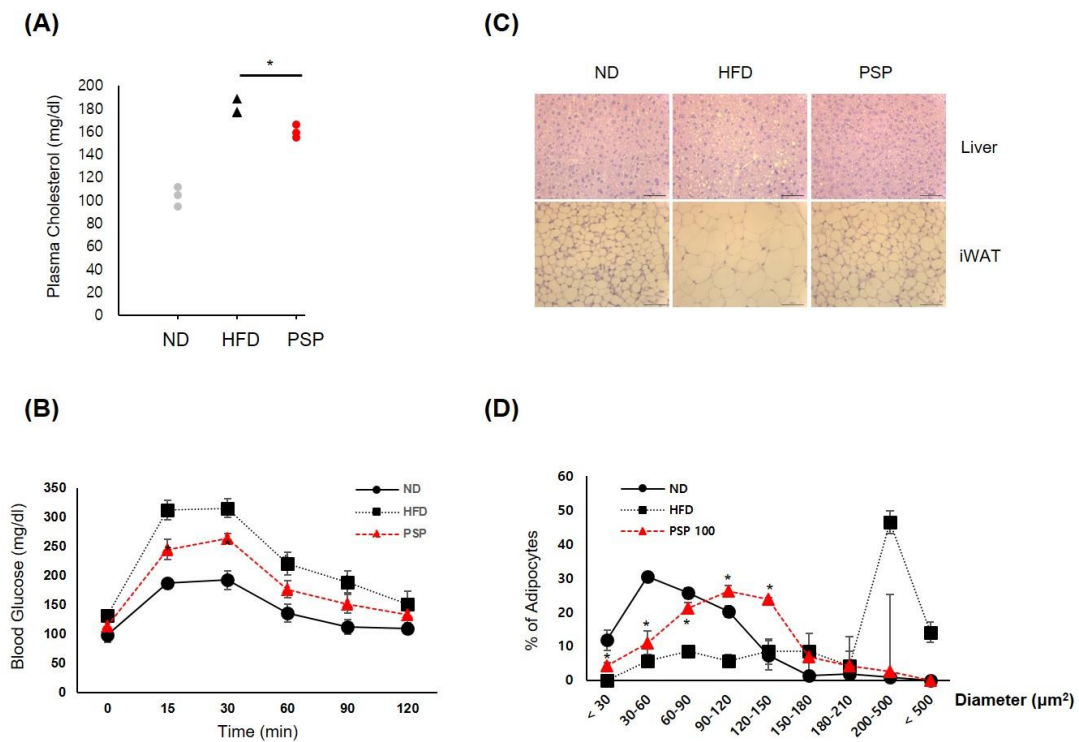 (A)
*
200
180
160
140
120
100
80
60
40
20
0
Plasma Cholesterol (mg/dl)
ND HFD PSP
(C)
ND HFD PSP
Liver
iWAT
(B)
350
300
250
200
150
100
50
0
Blood Glucose (mg/dl)
ND
HFD
PSP
*
*
0 15 30 60 90 120
Time (min)
(D)
60
50
40
30
20
10
0
% of Adipocytes
ND
HFD
PSP 100
* * * * *
< 30 30-60 60-90 90-120 120-150 150-180 180-210 200-500 < 500
Diameter (µm²)